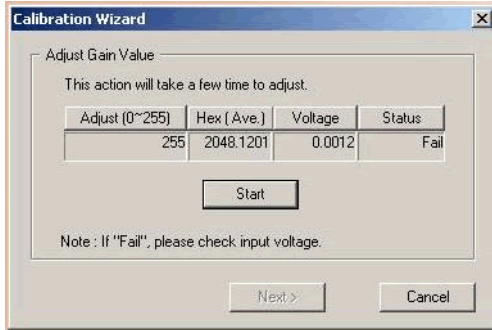 Calibration Wizard
Adjust Gain Value
This action will take a few time to adjust.
Adjust (0~255) Hex (Ave.) Voltage Status
255 2048.1201 0.0012 Fail
Start
Note : If "Fail", please check input voltage.
Next > Cancel